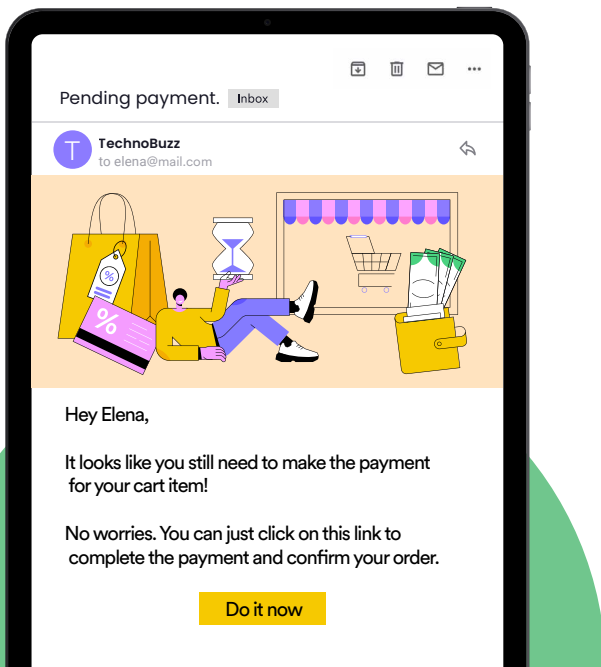 Pending payment. Inbox
T
TechnoBuzz
to elena@mail.com
%
%
Hey Elena,
It looks like you still need to make the payment
for your cart item!
No worries. You can just click on this link to
complete the payment and confirm your order.
Do it now